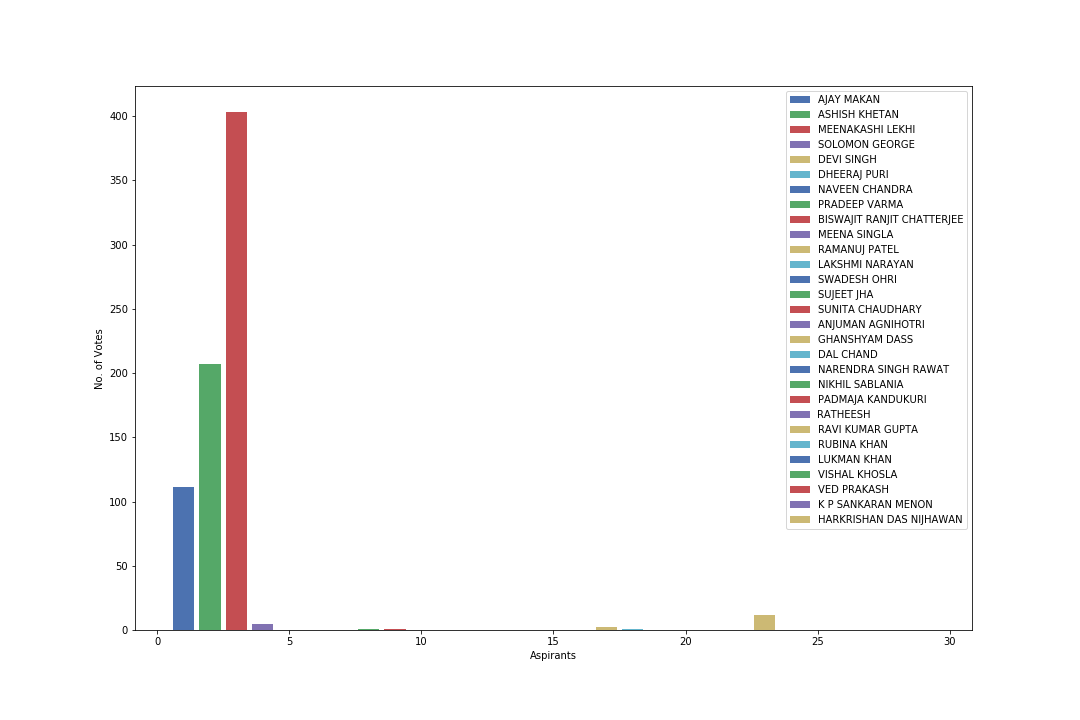 400
350
300
250
200
150
100
50
0
No. of Votes
0 5 10 15 20 25 30
Aspirants
AJAY MAKAN
ASHISH KHETAN
MEENAKASHI LEKHI
SOLOMON GEORGE
DEVI SINGH
DHEERAJ PURI
NAVEEN CHANDRA
PRADEEP VARMA
BISWAJIT RANJIT CHATTERJEE
MEENA SINGLA
RAMANUJ PATEL
LAKSHMI NARAYAN
SWADESH OHRI
SUJEET JHA
SUNITA CHAUDHARY
ANJUMAN AGNIHOTRI
GHANSHYAM DASS
DAL CHAND
NARENDRA SINGH RAWAT
NIKHIL SABLANIA
PADMAJA KANDUKURI
RATHEESH
RAVI KUMAR GUPTA
RUBINA KHAN
LUKMAN KHAN
VISHAL KHOSLA
VED PRAKASH
K P SANKARAN MENON
HARKRISHAN DAS NIJHAWAN